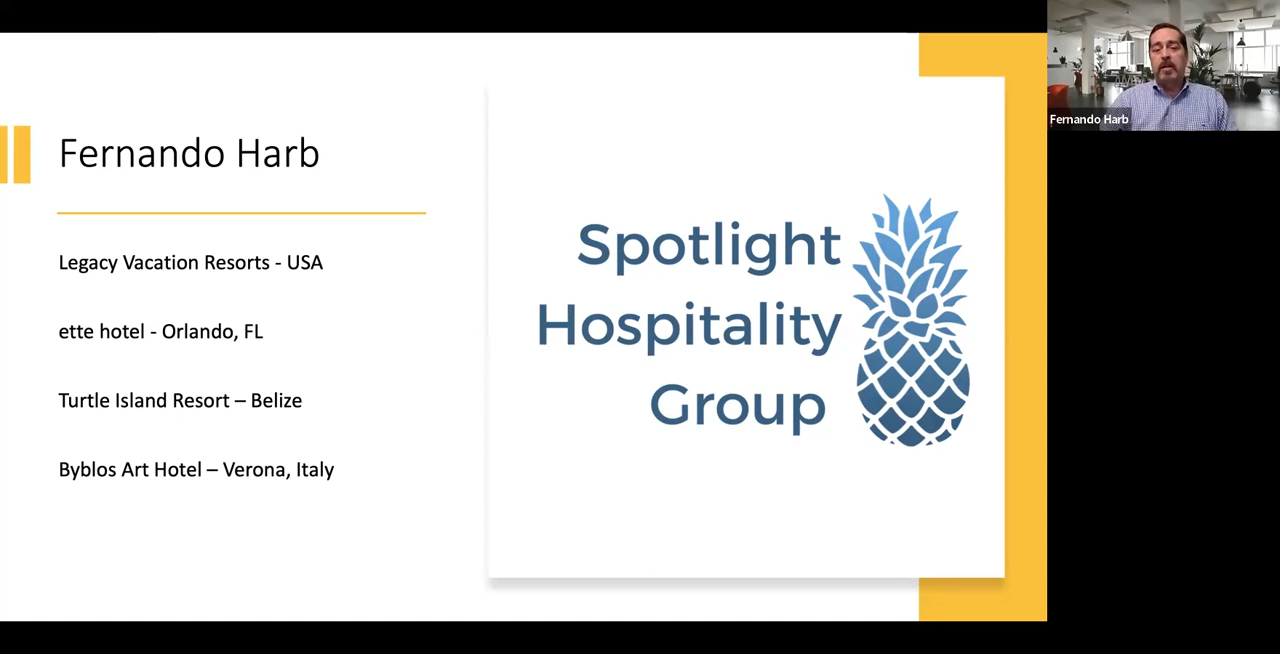 Fernando Harb
Legacy Vacation Resorts - USA
ette hotel - Orlando, FL
Turtle Island Resort – Belize
Byblos Art Hotel – Verona, Italy
Spotlight
Hospitality
Group
Fernando Harb